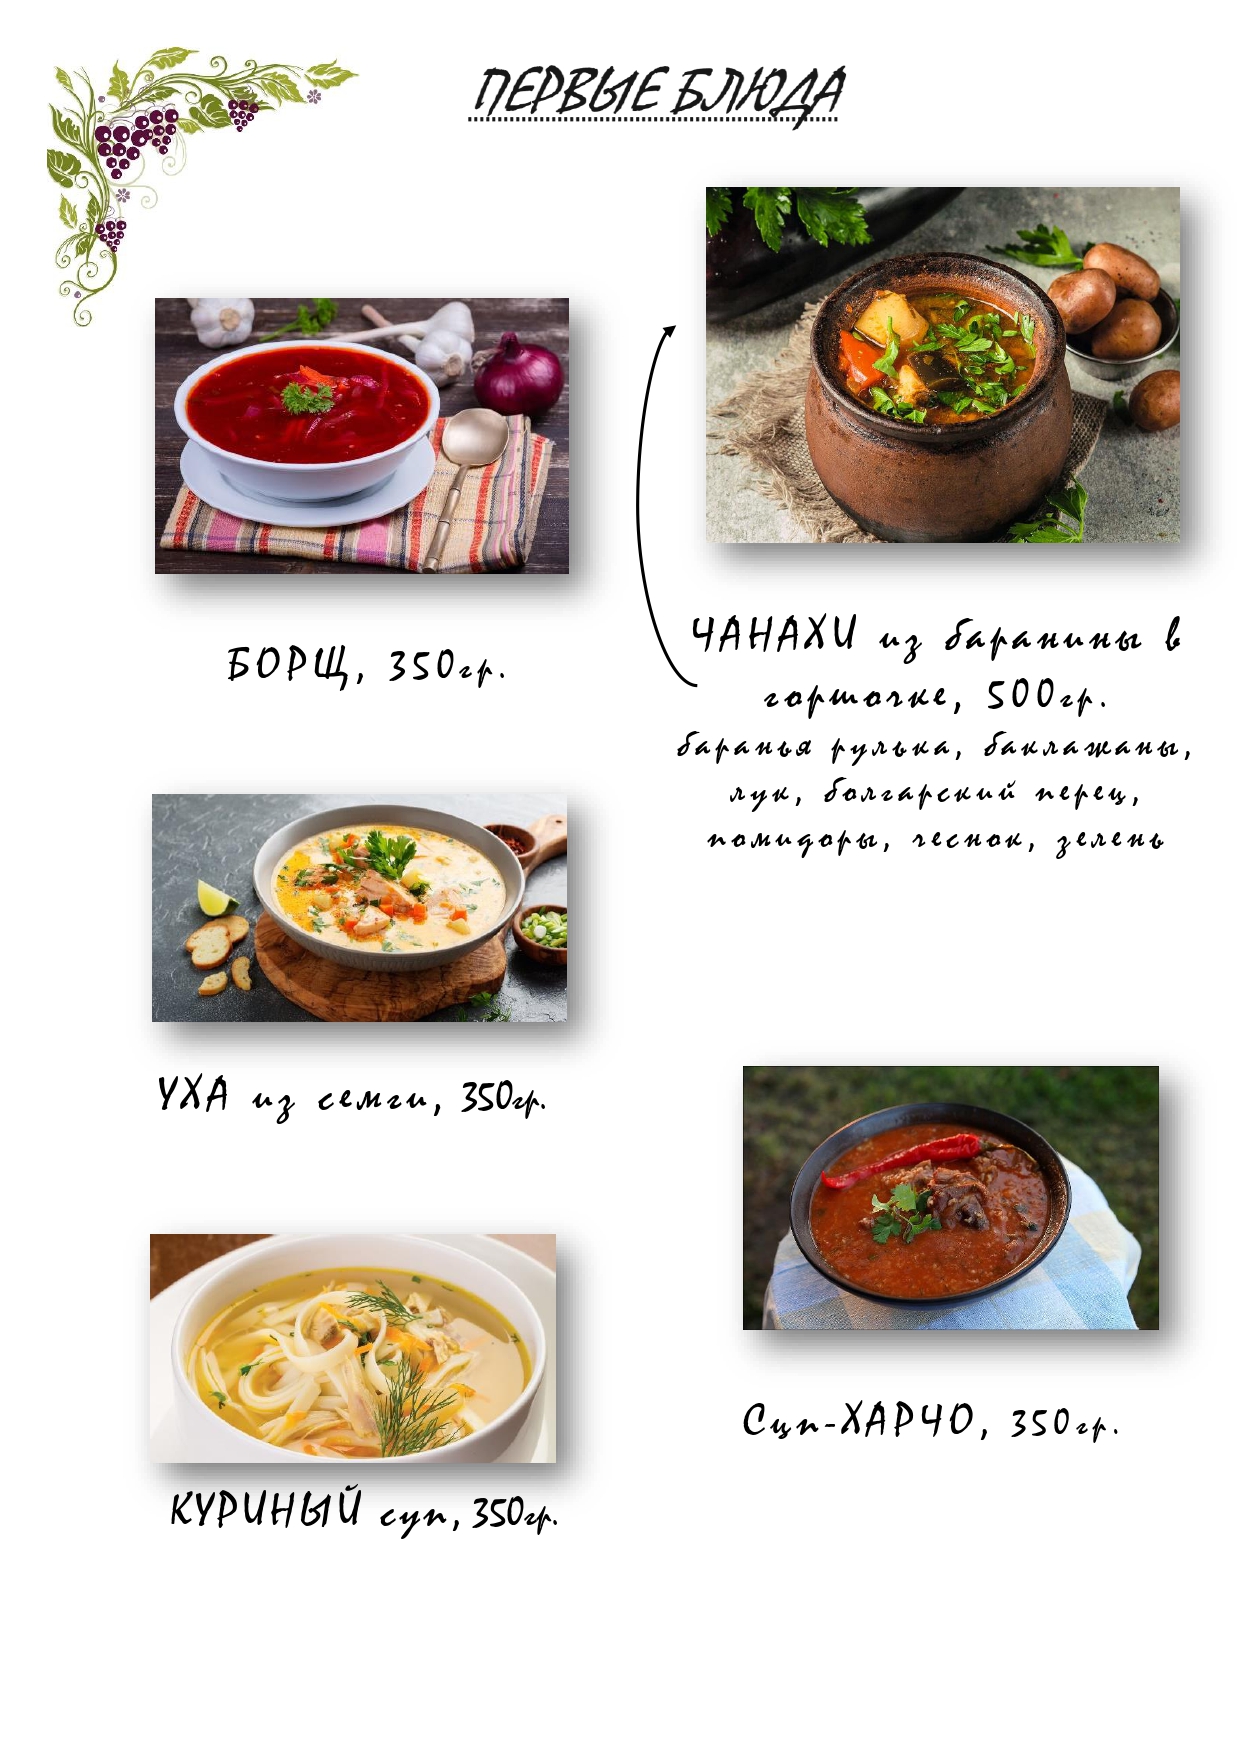 ПЕРВЫЕ БЛЮДА
БОРЩ, 350гр.
ЧАНАХИ из баранины в
горшочке, 500гр.
баранья рулька, баклажаны,
лук, болгарский перец,
помидоры, чеснок, зелень
УХА из семги, 350гр.
Суп-ХАРЧО, 350гр.
КУРИНЫЙ суп, 350гр.